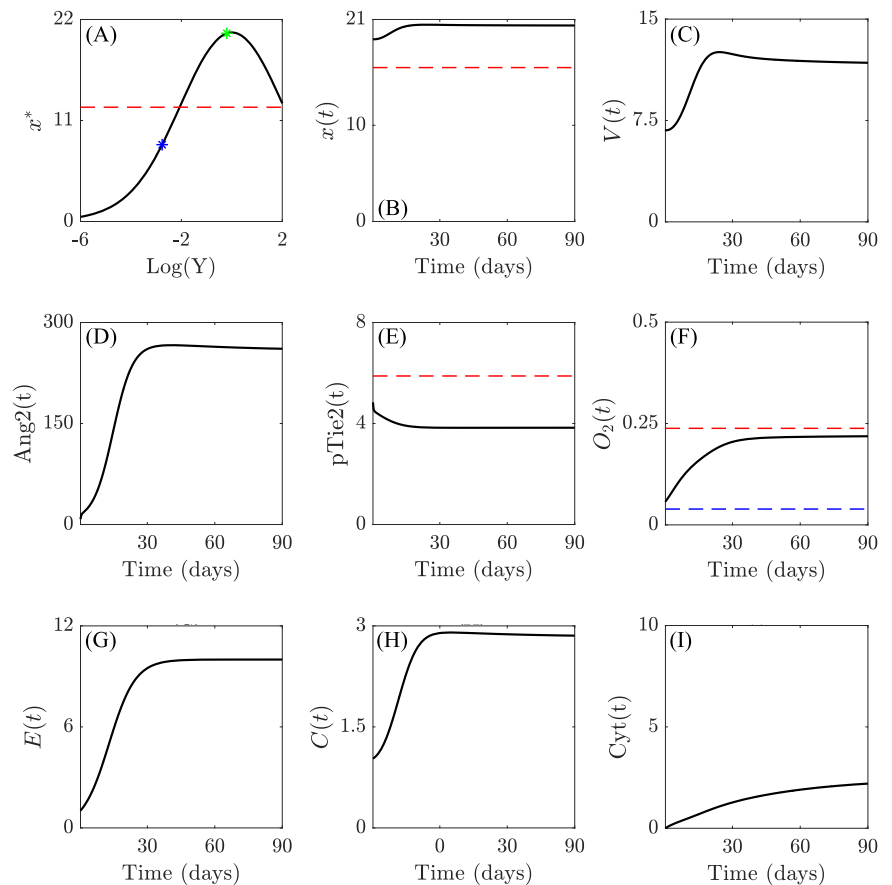 (A)
22
11
0
x*
-6
-2
2
Log(Y)
(B)
21
10
0
x(t)
30
60
90
Time (days)
(C)
15
7.5
0
V(t)
30
60
90
Time (days)
(D)
300
150
0
Ang2(t)
30
60
90
Time (days)
(E)
8
4
0
pTie2(t)
30
60
90
Time (days)
(F)
0.5
0.25
0
O₂(t)
30
60
90
Time (days)
(G)
12
6
0
E(t)
30
60
90
Time (days)
(H)
3
1.5
0
C(t)
0
60
90
Time (days)
(I)
10
5
0
Cyt(t)
30
60
90
Time (days)